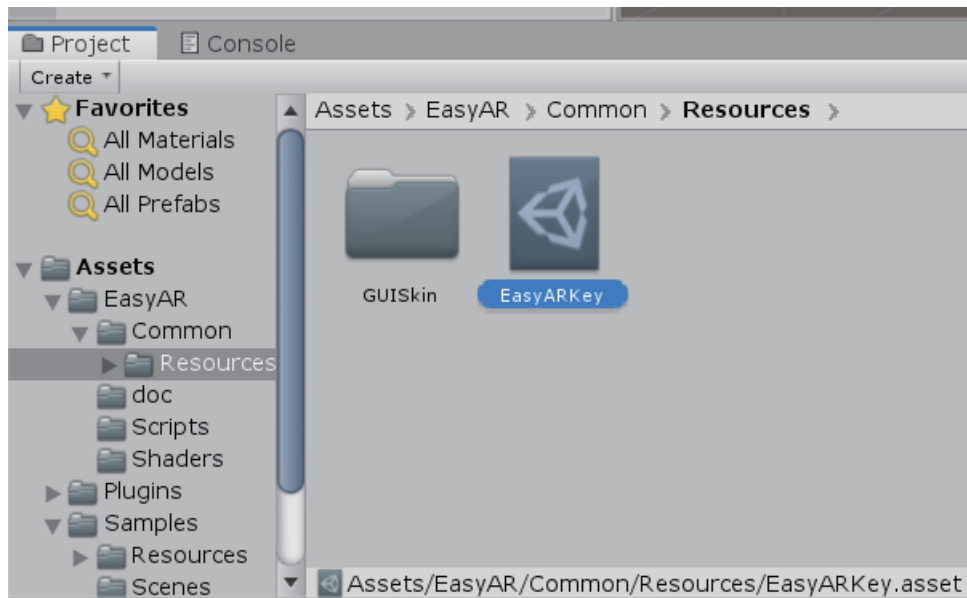 Project Console
Create
Favorites
All Materials
All Models
All Prefabs
Assets
EasyAR
Common
Resources
doc
Scripts
Shaders
Plugins
Samples
Resources
Scenes
Assets > EasyAR > Common > Resources >
GUISkin EasyARKey
Assets/EasyAR/Common/Resources/EasyARKey.asset